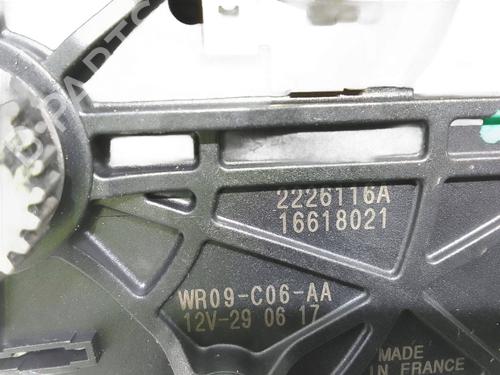 2226116A
16618021
WR09-C06-AA
12V-29 06 17
MADE
IN FRANCE